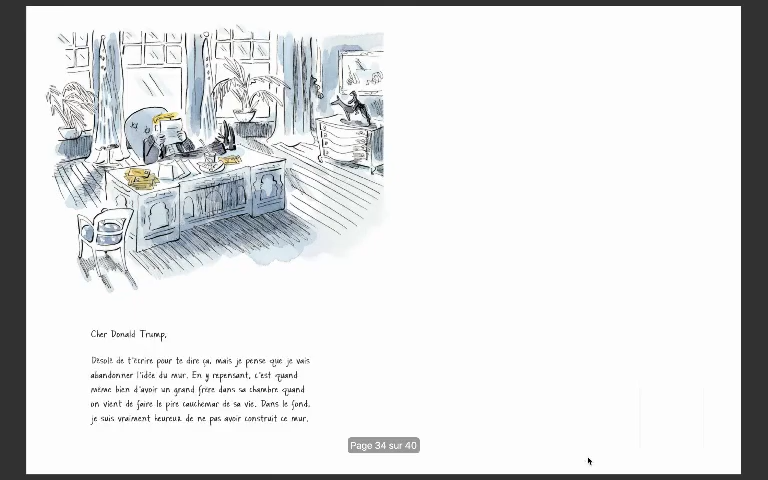 Cher Donald Trump,
Désolé de t'écrire pour te dire ça, mais je pense que je vais
abandonner l'idée du mur. En y repensant, c'est quand
même bien d'avoir un grand frère dans sa chambre quand
on vient de faire le pire cauchemar de sa vie. Dans le fond,
je suis vraiment heureux de ne pas avoir construit ce mur.
Page 34 sur 40